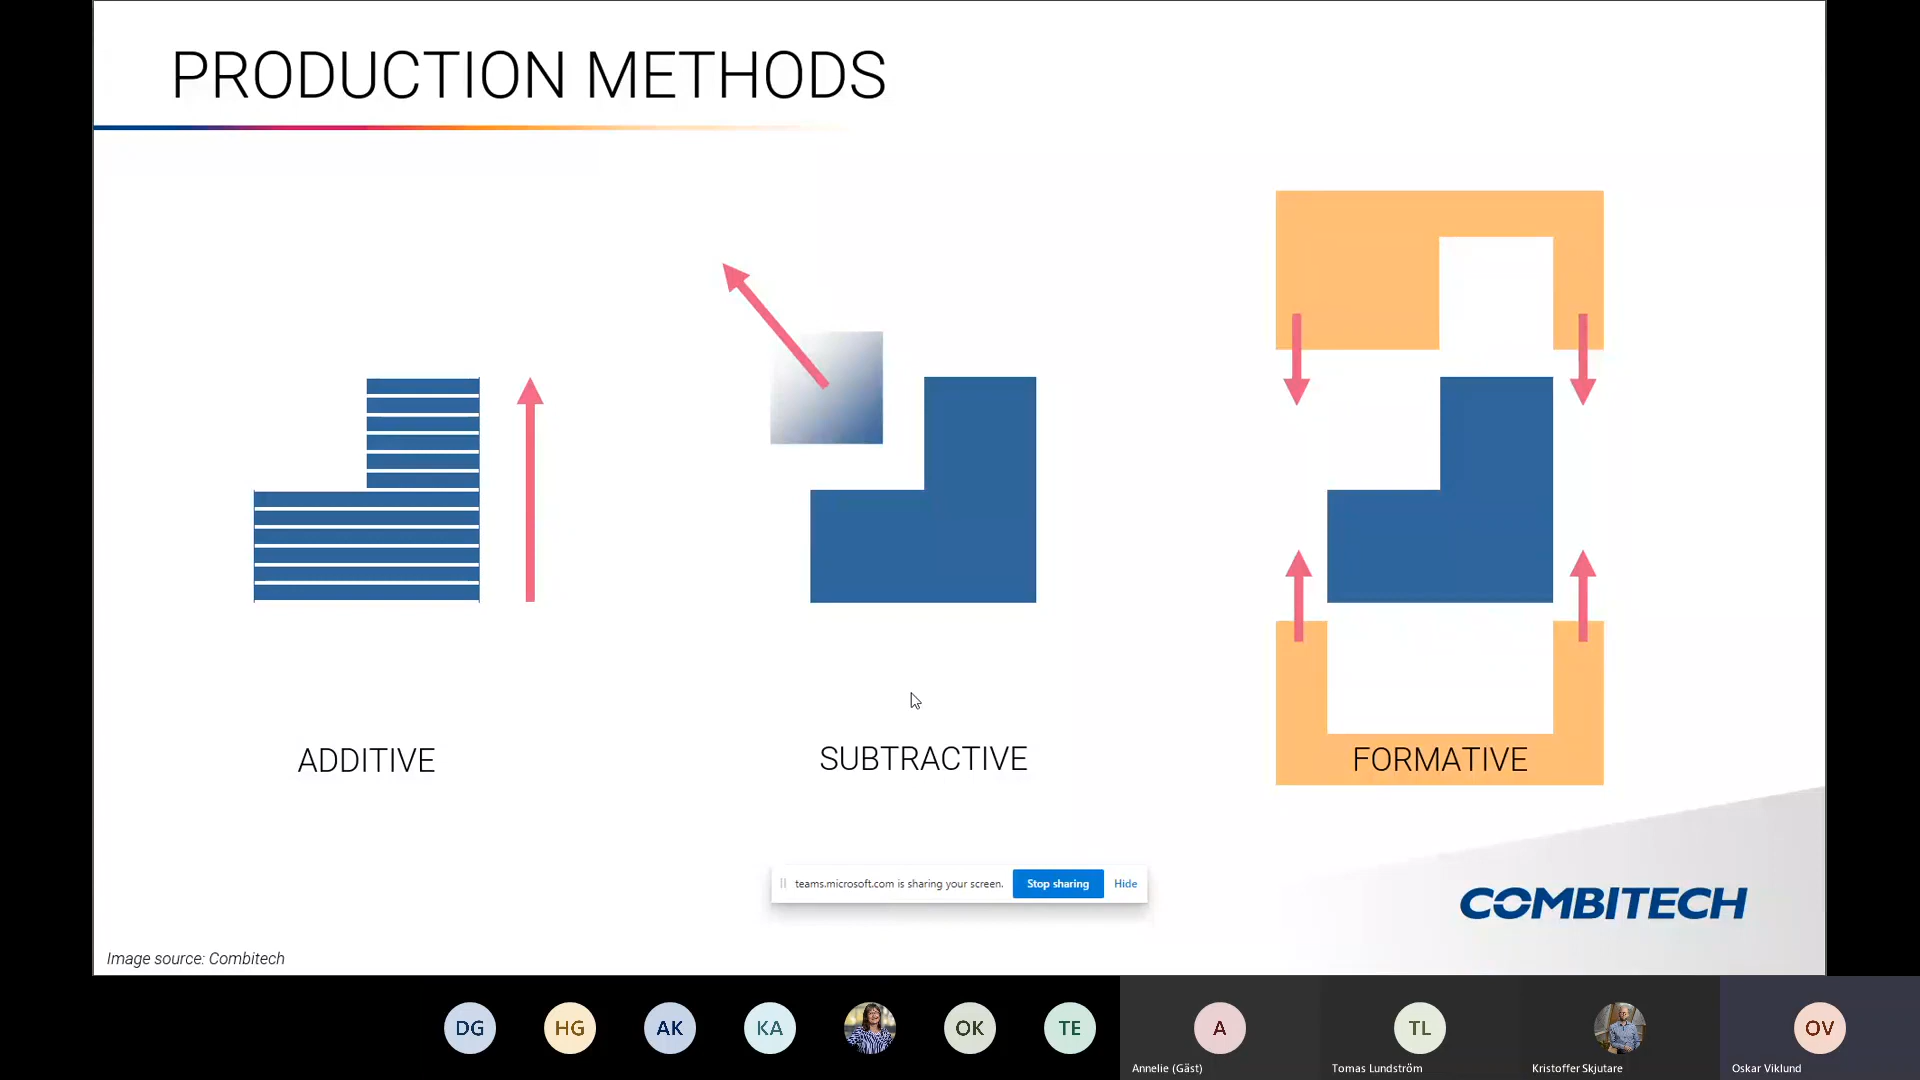 PRODUCTION METHODS
ADDITIVE
SUBTRACTIVE
FORMATIVE
teams.microsoft.com is sharing your screen.
Stop sharing
Hide
COMBITECH
Image source: Combitech
DG
HG
AK
KA
OK
TE
A
TL
OV
Annelie (Gäst)
Tomas Lundström
Kristoffer Skjutare
Oskar Viklund